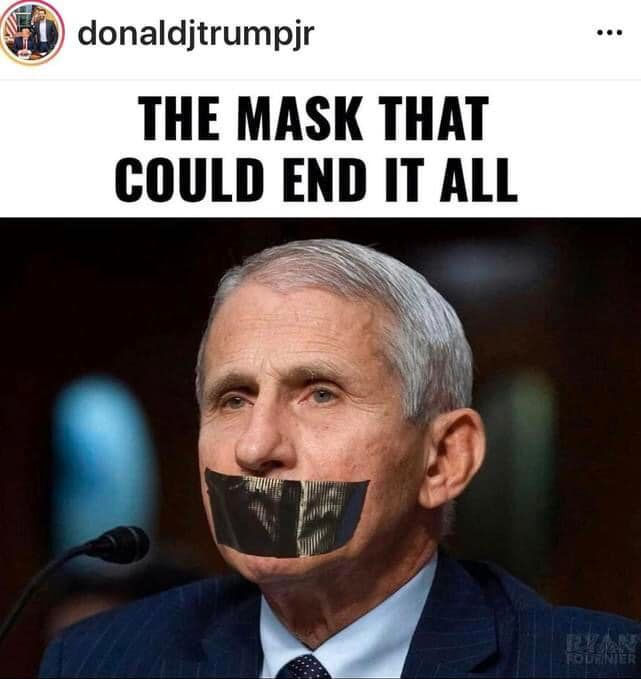 donaldjtrumpjr
THE MASK THAT
COULD END IT ALL
RYAN
FOURNIER